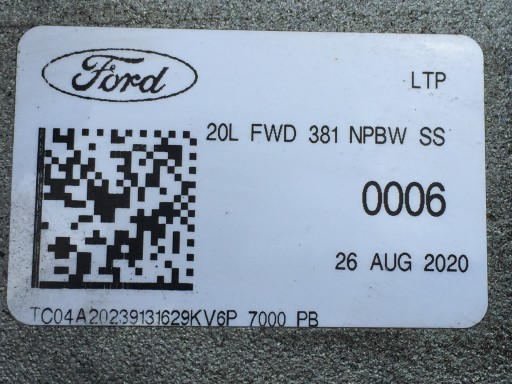 Ford
LTP
20L FWD 381 NPBW SS
0006
26 AUG 2020
TC04A20239131629KV6P 7000 PB